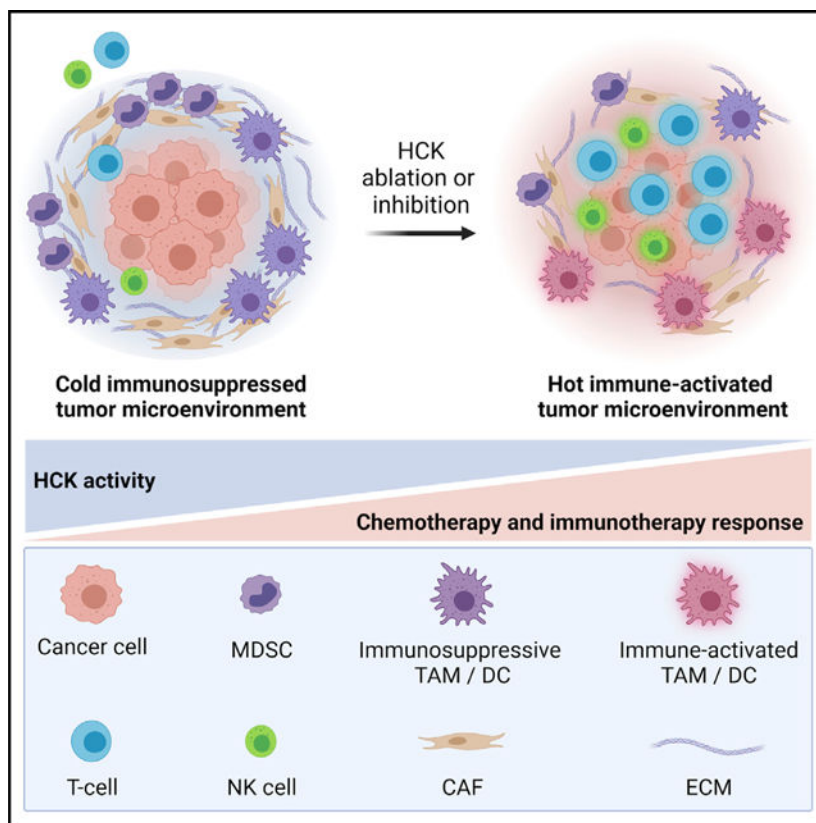 HCK
ablation or
inhibition
Cold immunosuppressed
tumor microenvironment
Hot immune-activated
tumor microenvironment
HCK activity
Chemotherapy and immunotherapy response
Cancer cell
MDSC
Immunosuppressive
TAM / DC
Immune-activated
TAM / DC
T-cell
NK cell
CAF
ECM